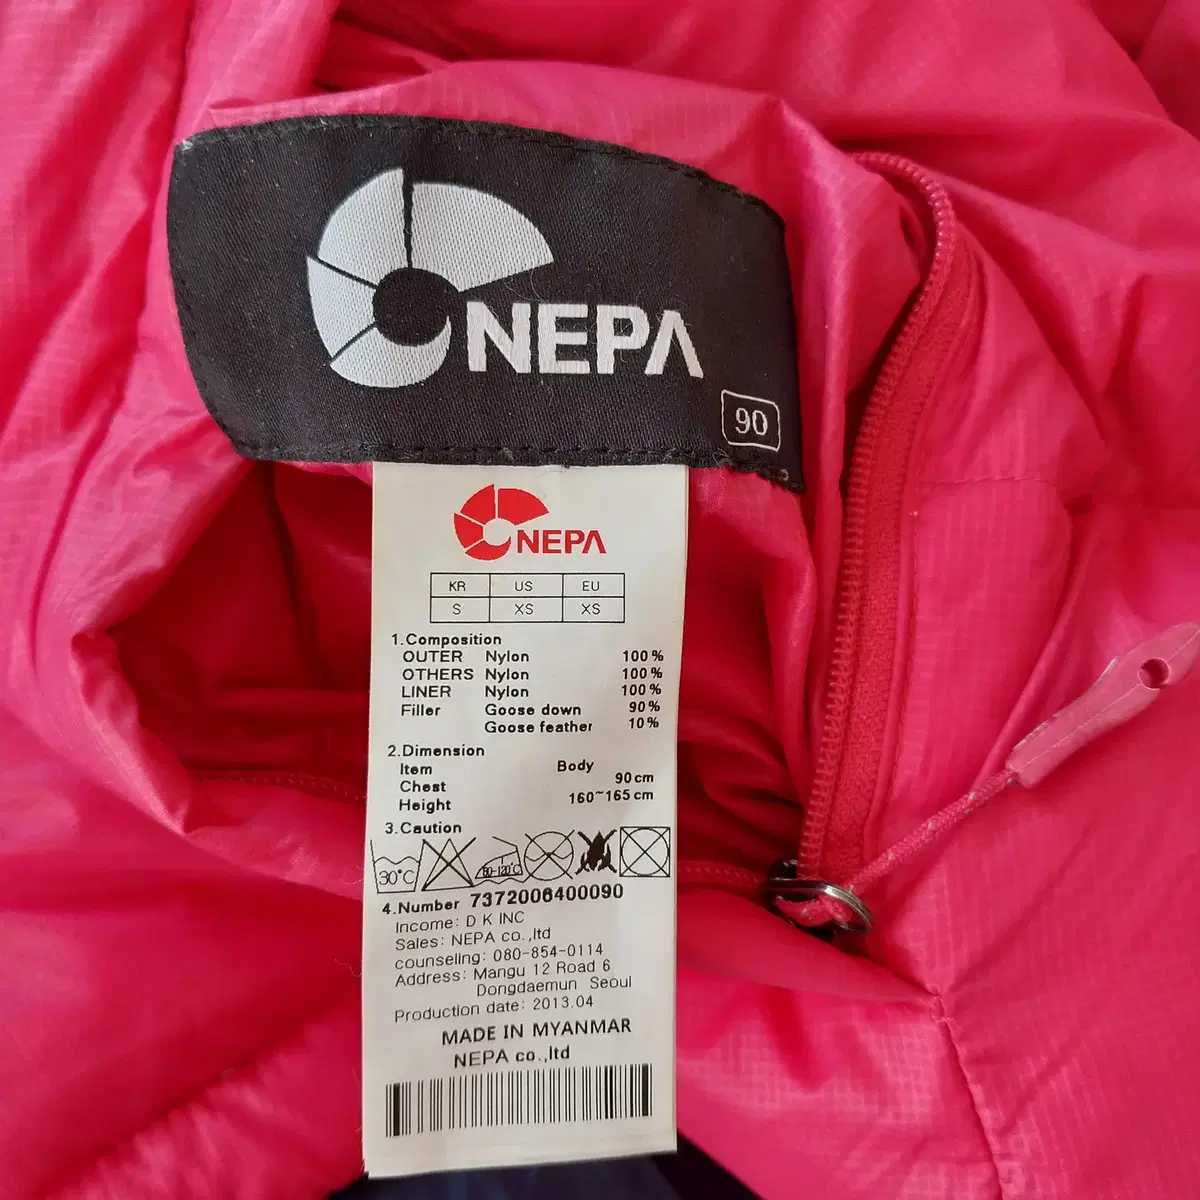 NEPA
90
NEPA
KR US EU
S XS XS
1.Composition
OUTER Nylon 100%
OTHERS Nylon 100%
LINER Nylon 100%
Filler Goose down 90%
Goose feather 10%
2.Dimension
Item Body
Chest 90cm
Height 160~165cm
3.Caution
30°C 80-120°C
4.Number 7372006400090
Income: D K INC
Sales: NEPA co.,ltd
counseling: 080-854-0114
Address: Mangu 12 Road 6
Dongdaemun Seoul
Production date: 2013.04
MADE IN MYANMAR
NEPA co.,ltd